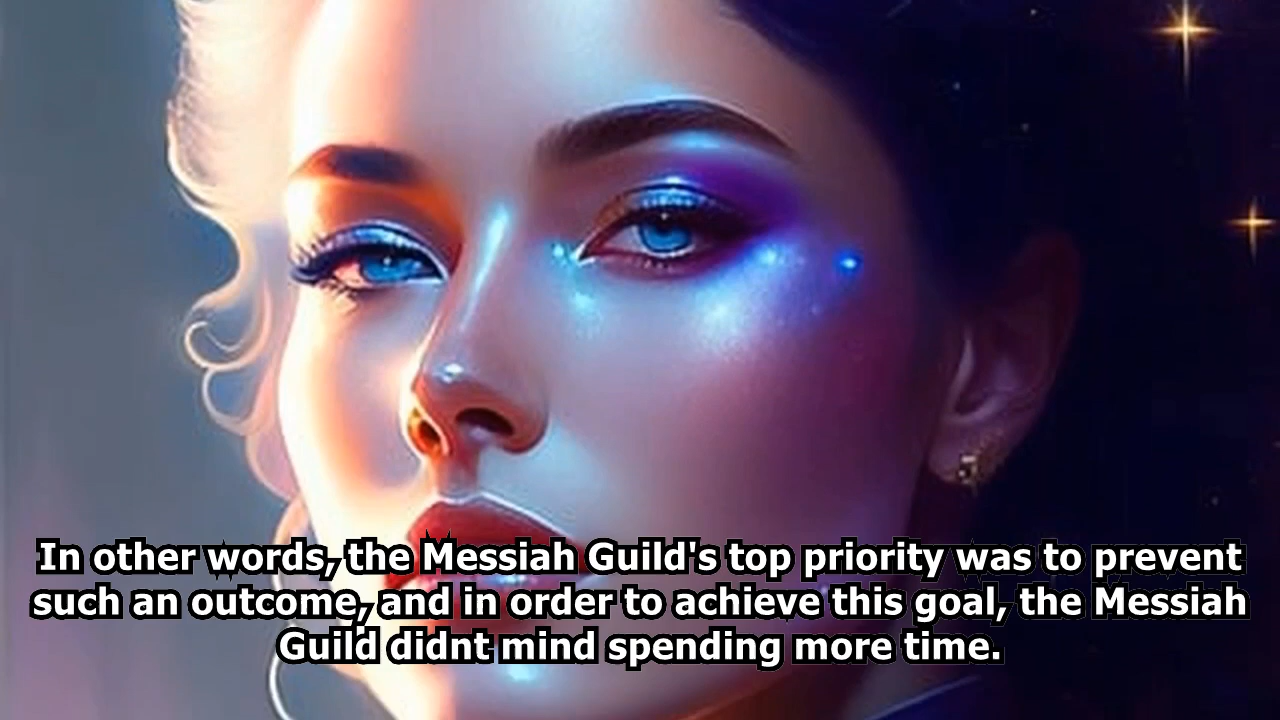 In other words, the Messiah Guild's top priority was to prevent
such an outcome, and in order to achieve this goal, the Messiah
Guild didnt mind spending more time.